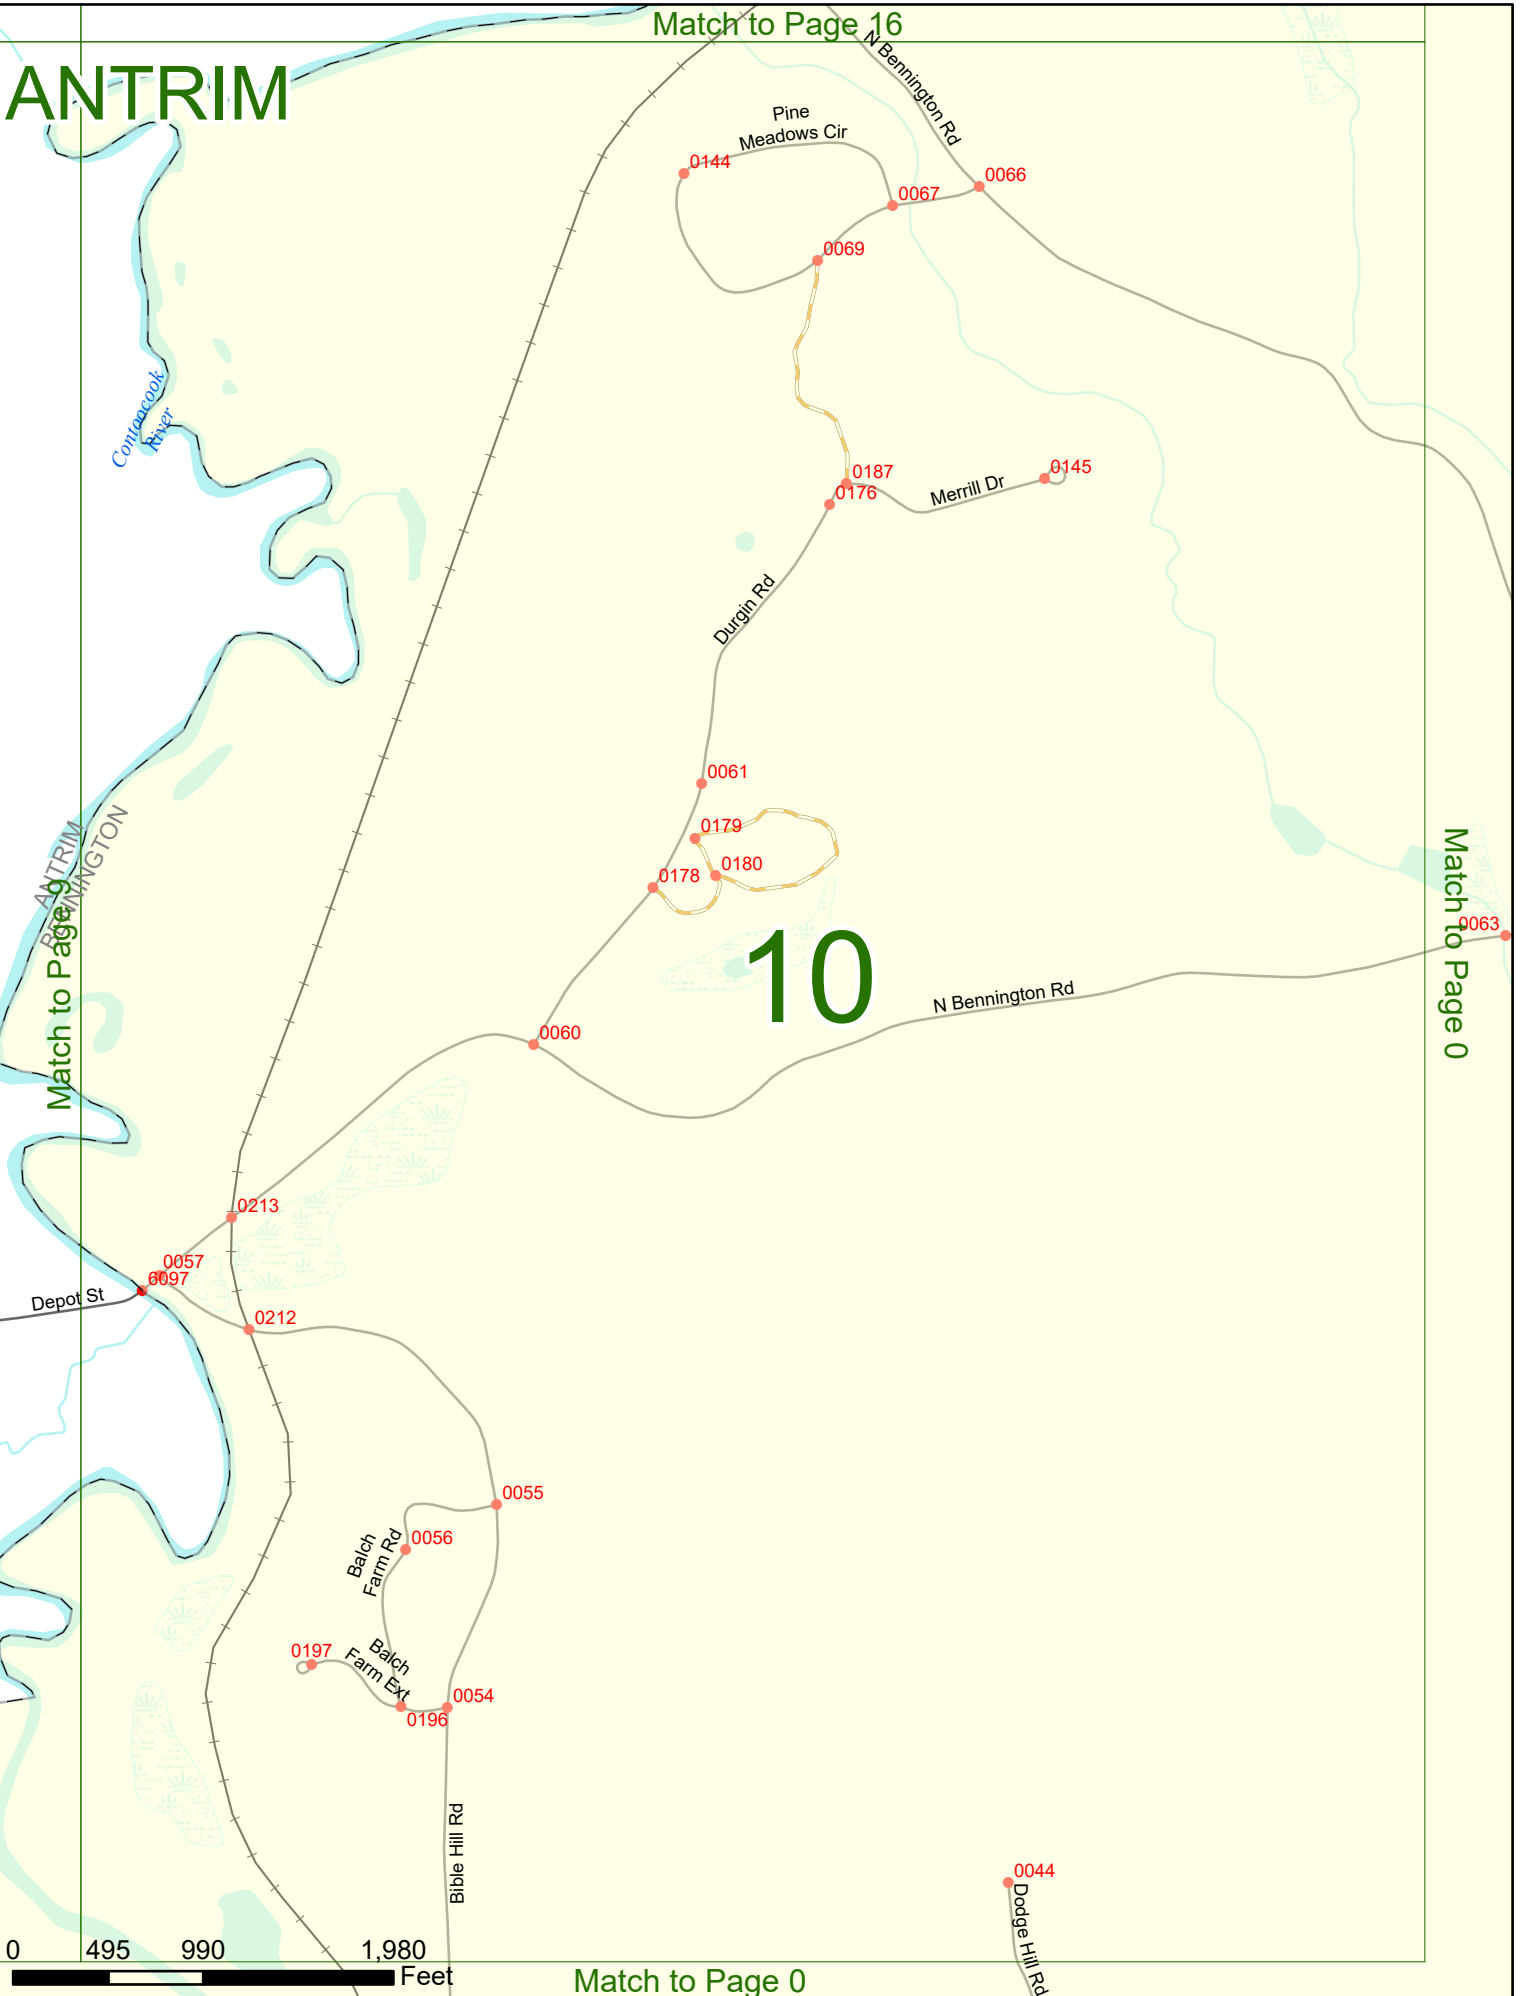 Match to Page 16
ANTRIM
N Bennington Rd
Pine
Meadows Cir
0144
0066
0067
0069
Contoocook
River
0187
0145
0176
Merrill Dr
Durgin Rd
0061
0179
0180
0178
ANTRIM
BENNINGTON
Match to Page 9
Match to Page 0
0063
10
N Bennington Rd
0060
0213
0057
6097
Depot St
0212
0055
0056
Balch
Farm Rd
0197
Balch
Farm Ext
0054
0196
Bible Hill Rd
0044
Dodge Hill Rd
0 495 990 1,980
Feet
Match to Page 0